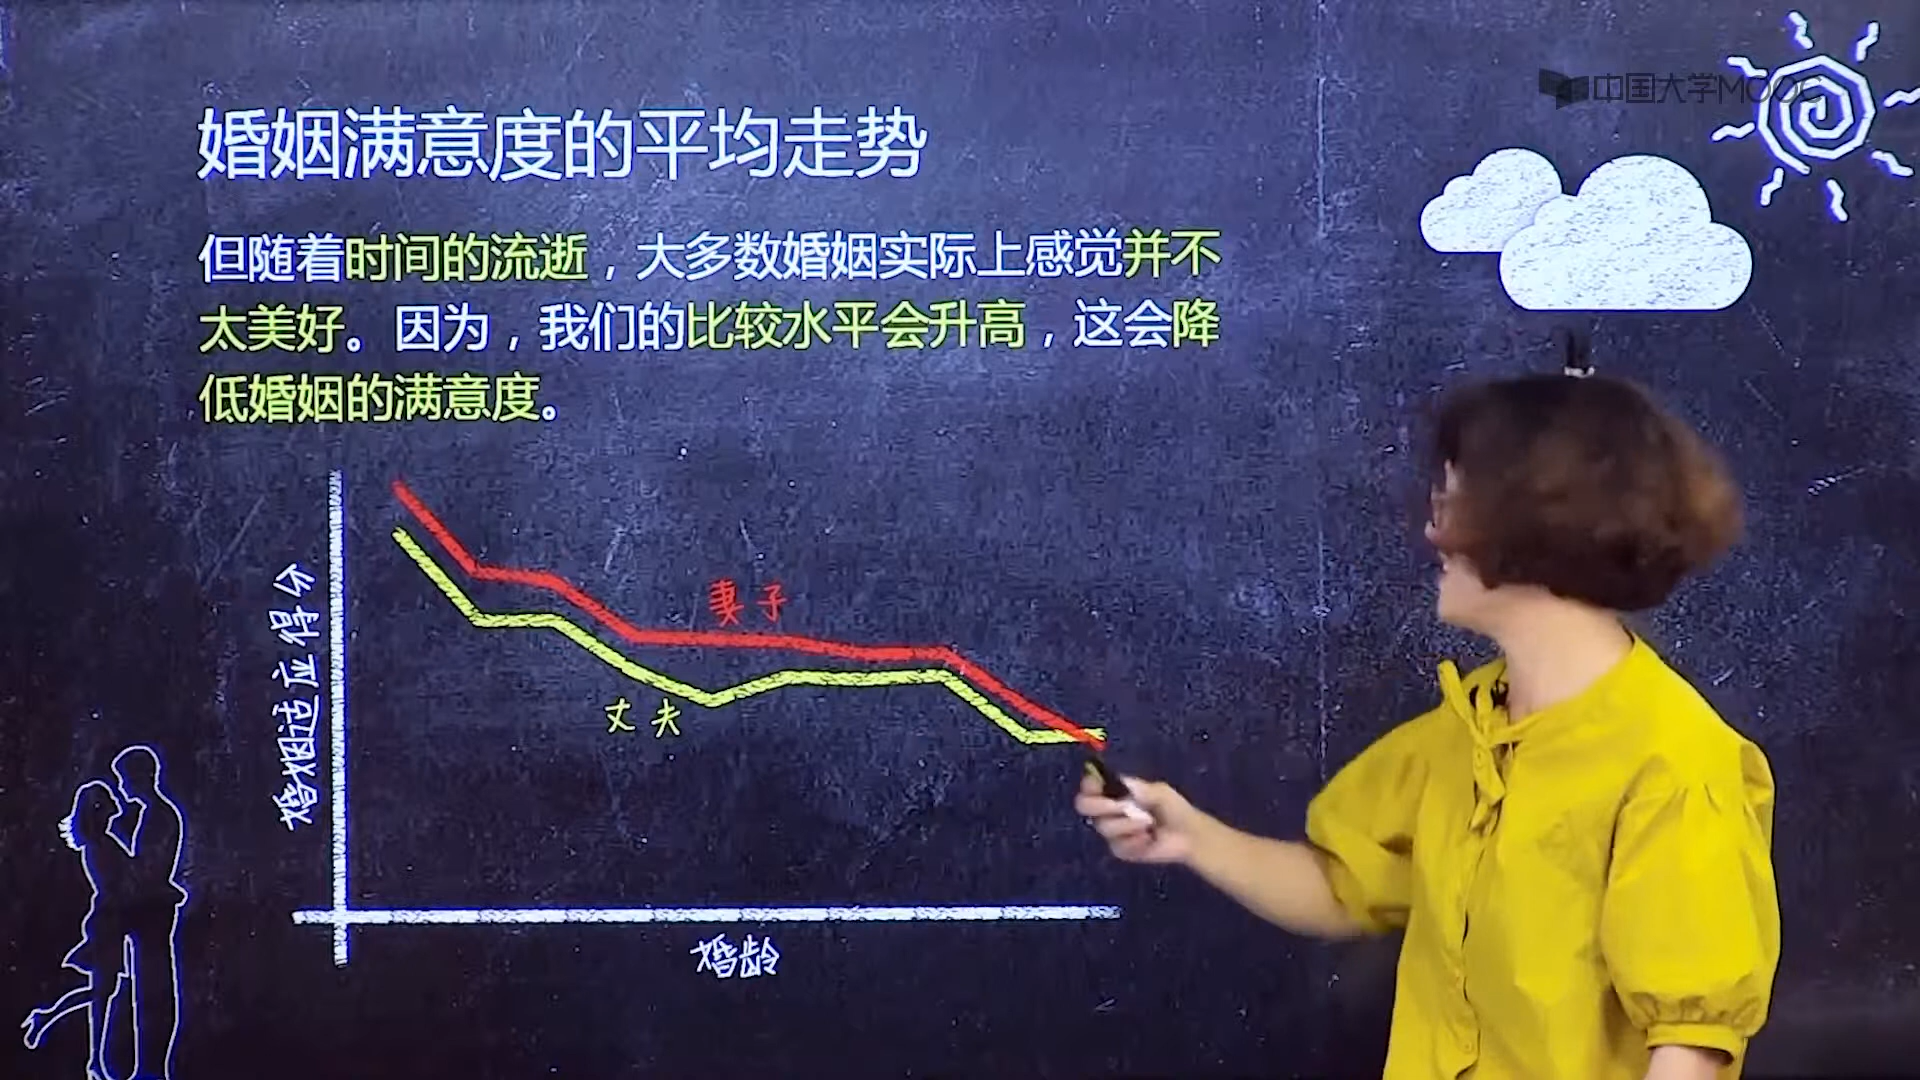 中国大学MOOC
婚姻满意度的平均走势
但随着时间的流逝，大多数婚姻实际上感觉并不
太美好。因为，我们的比较水平会升高，这会降
低婚姻的满意度。
婚姻适应得分
妻子
丈夫
婚龄